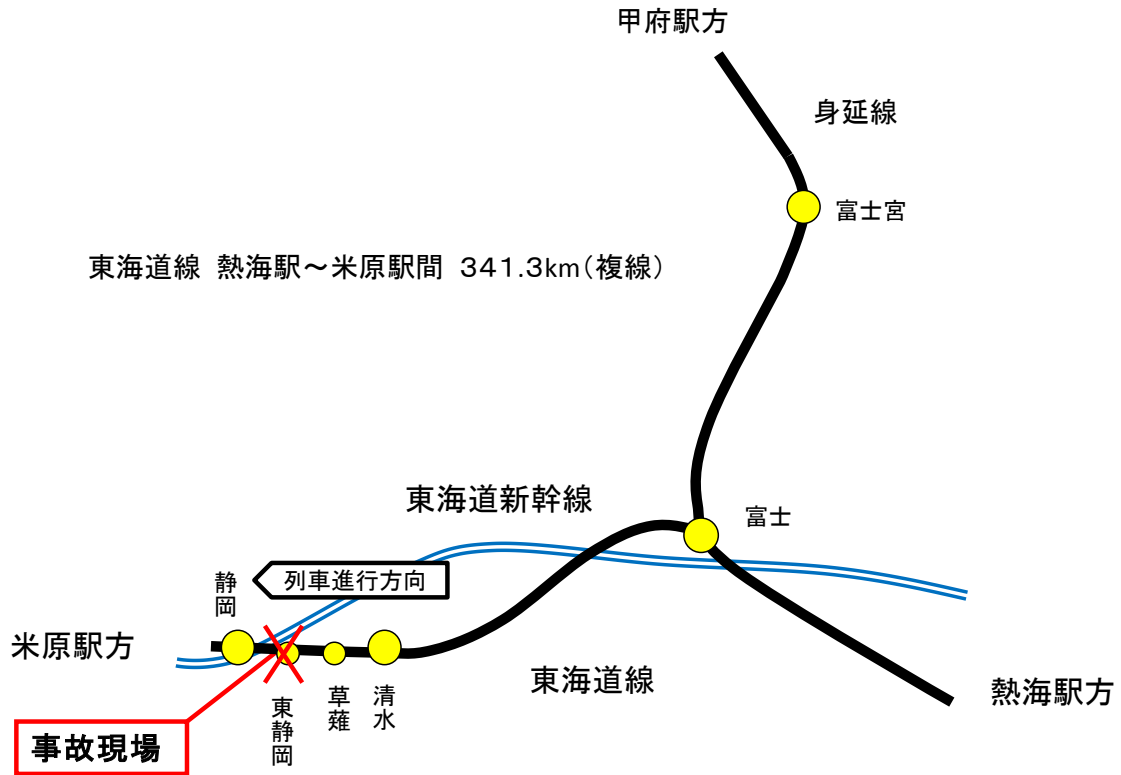 甲府駅方
身延線
富士宮
東海道線 熱海駅～米原駅間 341.3km(複線)
東海道新幹線
富士
列車進行方向
静岡
米原駅方
東海道線
熱海駅方
東静岡
草薙
清水
事故現場